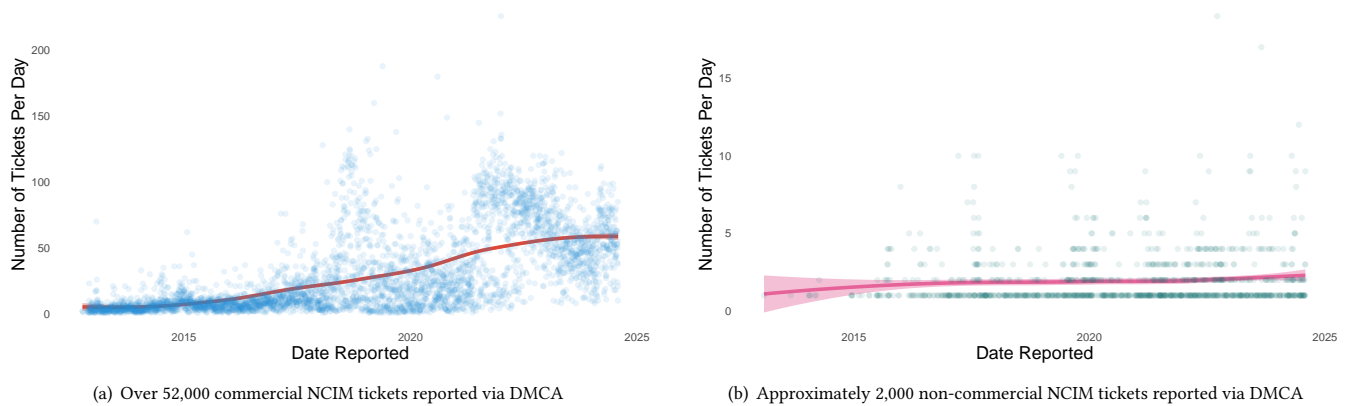 Number of Tickets Per Day
200
150
100
50
0
2015
2020
2025
Date Reported
(a) Over 52,000 commercial NCIM tickets reported via DMCA
Number of Tickets Per Day
15
10
5
0
2015
2020
2025
Date Reported
(b) Approximately 2,000 non-commercial NCIM tickets reported via DMCA